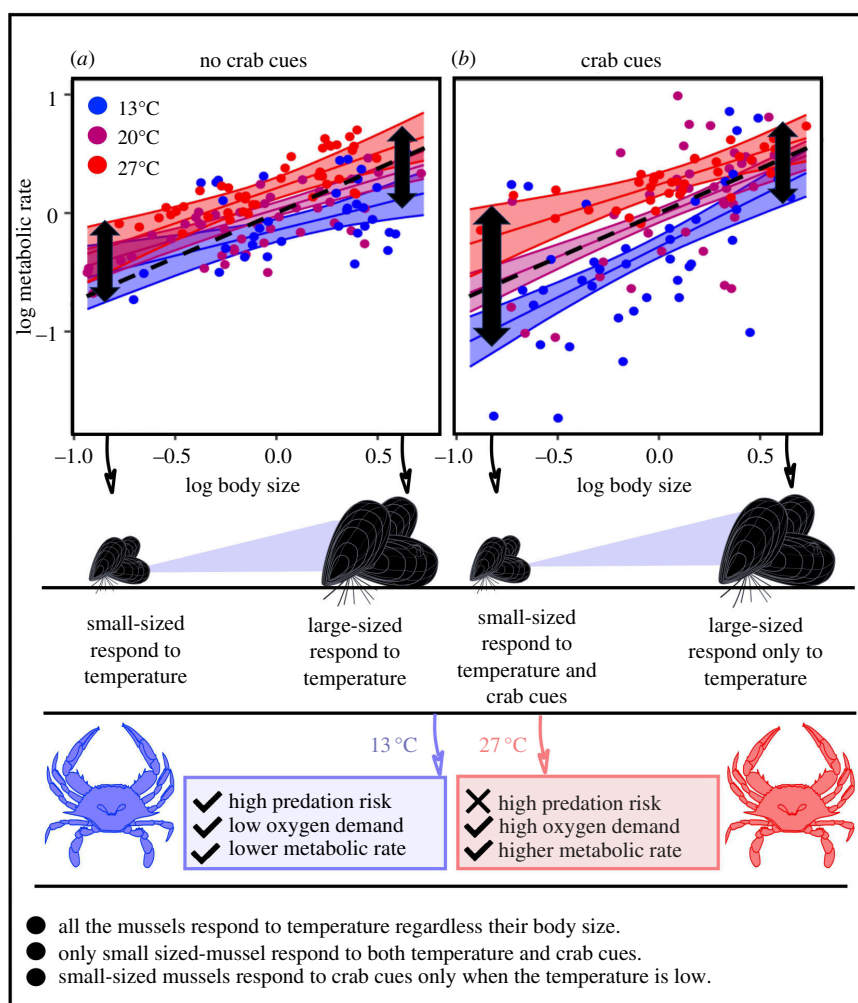 (a)
no crab cues
(b)
crab cues
13°C
20°C
27°C
1
0
−1
log metabolic rate
−1.0
−0.5
0.0
0.5
log body size
−1.0
−0.5
0.0
0.5
log body size
small-sized
respond to
temperature
large-sized
respond to
temperature
small-sized
respond to
temperature and
crab cues
large-sized
respond only to
temperature
13 °C
27 °C
high predation risk
low oxygen demand
lower metabolic rate
high predation risk
high oxygen demand
higher metabolic rate
all the mussels respond to temperature regardless their body size.
only small sized-mussel respond to both temperature and crab cues.
small-sized mussels respond to crab cues only when the temperature is low.